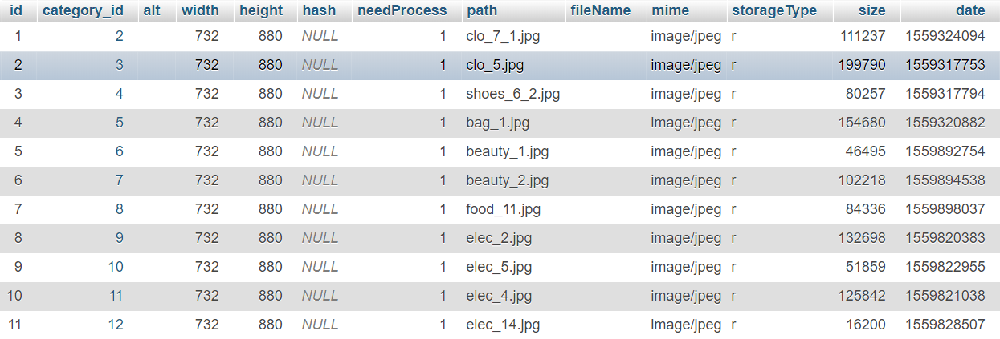 id category_id alt width height hash needProcess path fileName mime storageType size date
1 2 732 880 NULL 1 clo_7_1.jpg image/jpeg r 111237 1559324094
2 3 732 880 NULL 1 clo_5.jpg image/jpeg r 199790 1559317753
3 4 732 880 NULL 1 shoes_6_2.jpg image/jpeg r 80257 1559317794
4 5 732 880 NULL 1 bag_1.jpg image/jpeg r 154680 1559320882
5 6 732 880 NULL 1 beauty_1.jpg image/jpeg r 46495 1559892754
6 7 732 880 NULL 1 beauty_2.jpg image/jpeg r 102218 1559894538
7 8 732 880 NULL 1 food_11.jpg image/jpeg r 84336 1559898037
8 9 732 880 NULL 1 elec_2.jpg image/jpeg r 132698 1559820383
9 10 732 880 NULL 1 elec_5.jpg image/jpeg r 51859 1559822955
10 11 732 880 NULL 1 elec_4.jpg image/jpeg r 125842 1559821038
11 12 732 880 NULL 1 elec_14.jpg image/jpeg r 16200 1559828507